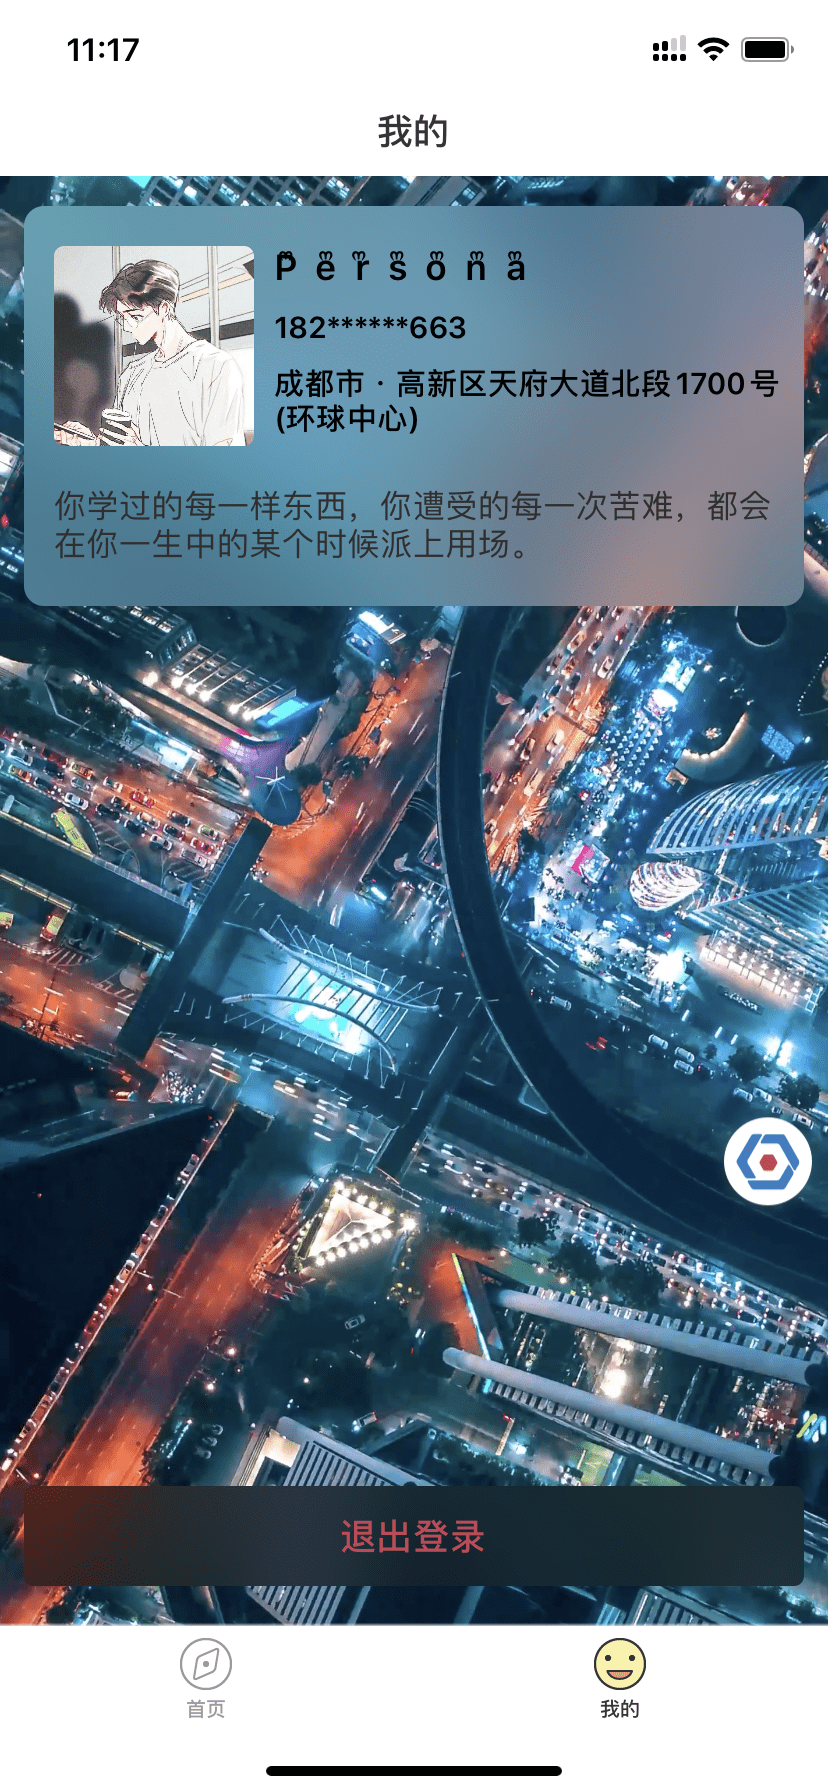 11:17
我的
Pͫeͫrͫsͫoͫnͫaͫ
182******663
成都市 · 高新区天府大道北段1700号
(环球中心)
你学过的每一样东西，你遭受的每一次苦难，都会
在你一生中的某个时候派上用场。
退出登录
首页
我的